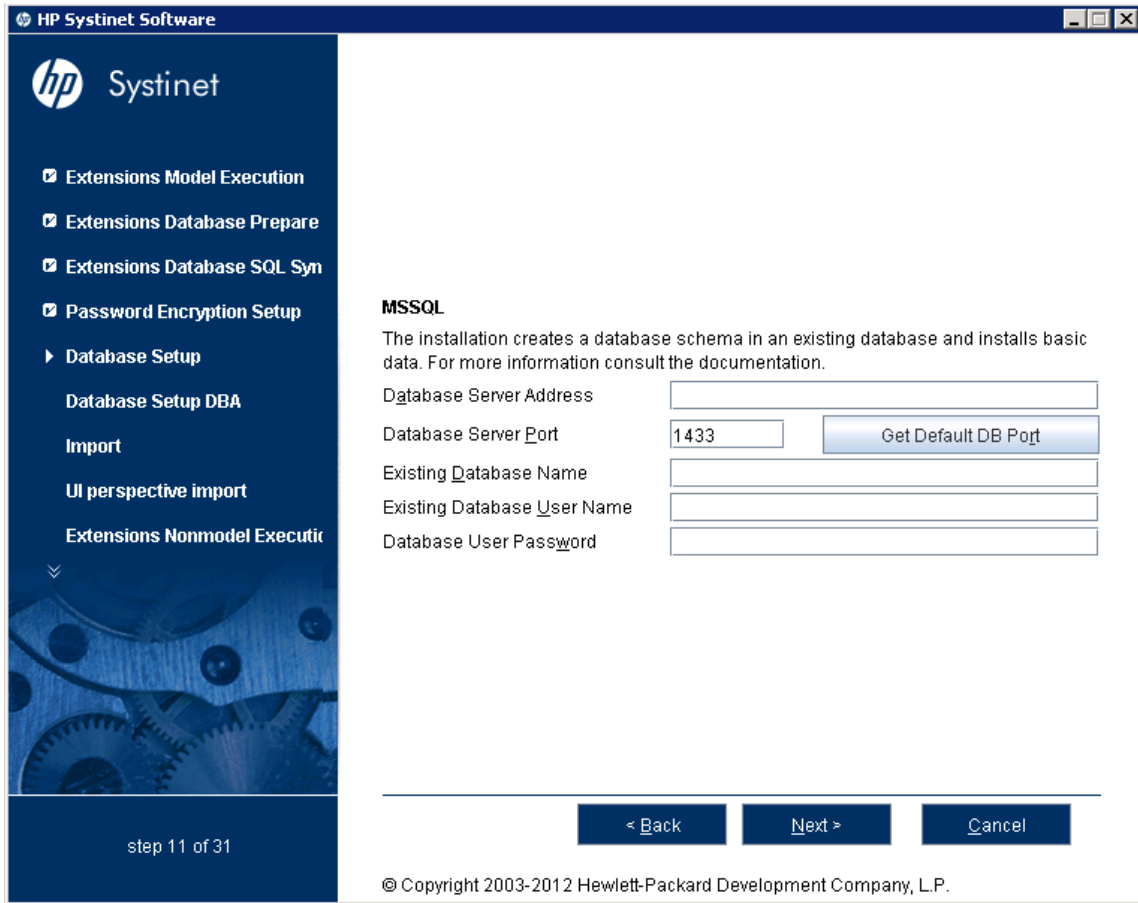 HP Systinet Software
hp Systinet
Extensions Model Execution
Extensions Database Prepare
Extensions Database SQL Syn
Password Encryption Setup
Database Setup
Database Setup DBA
Import
UI perspective import
Extensions Nonmodel Executic
step 11 of 31
MSSQL
The installation creates a database schema in an existing database and installs basic
data. For more information consult the documentation.
Database Server Address
Database Server Port 1433 Get Default DB Port
Existing Database Name
Existing Database User Name
Database User Password
< Back Next > Cancel
© Copyright 2003-2012 Hewlett-Packard Development Company, L.P.